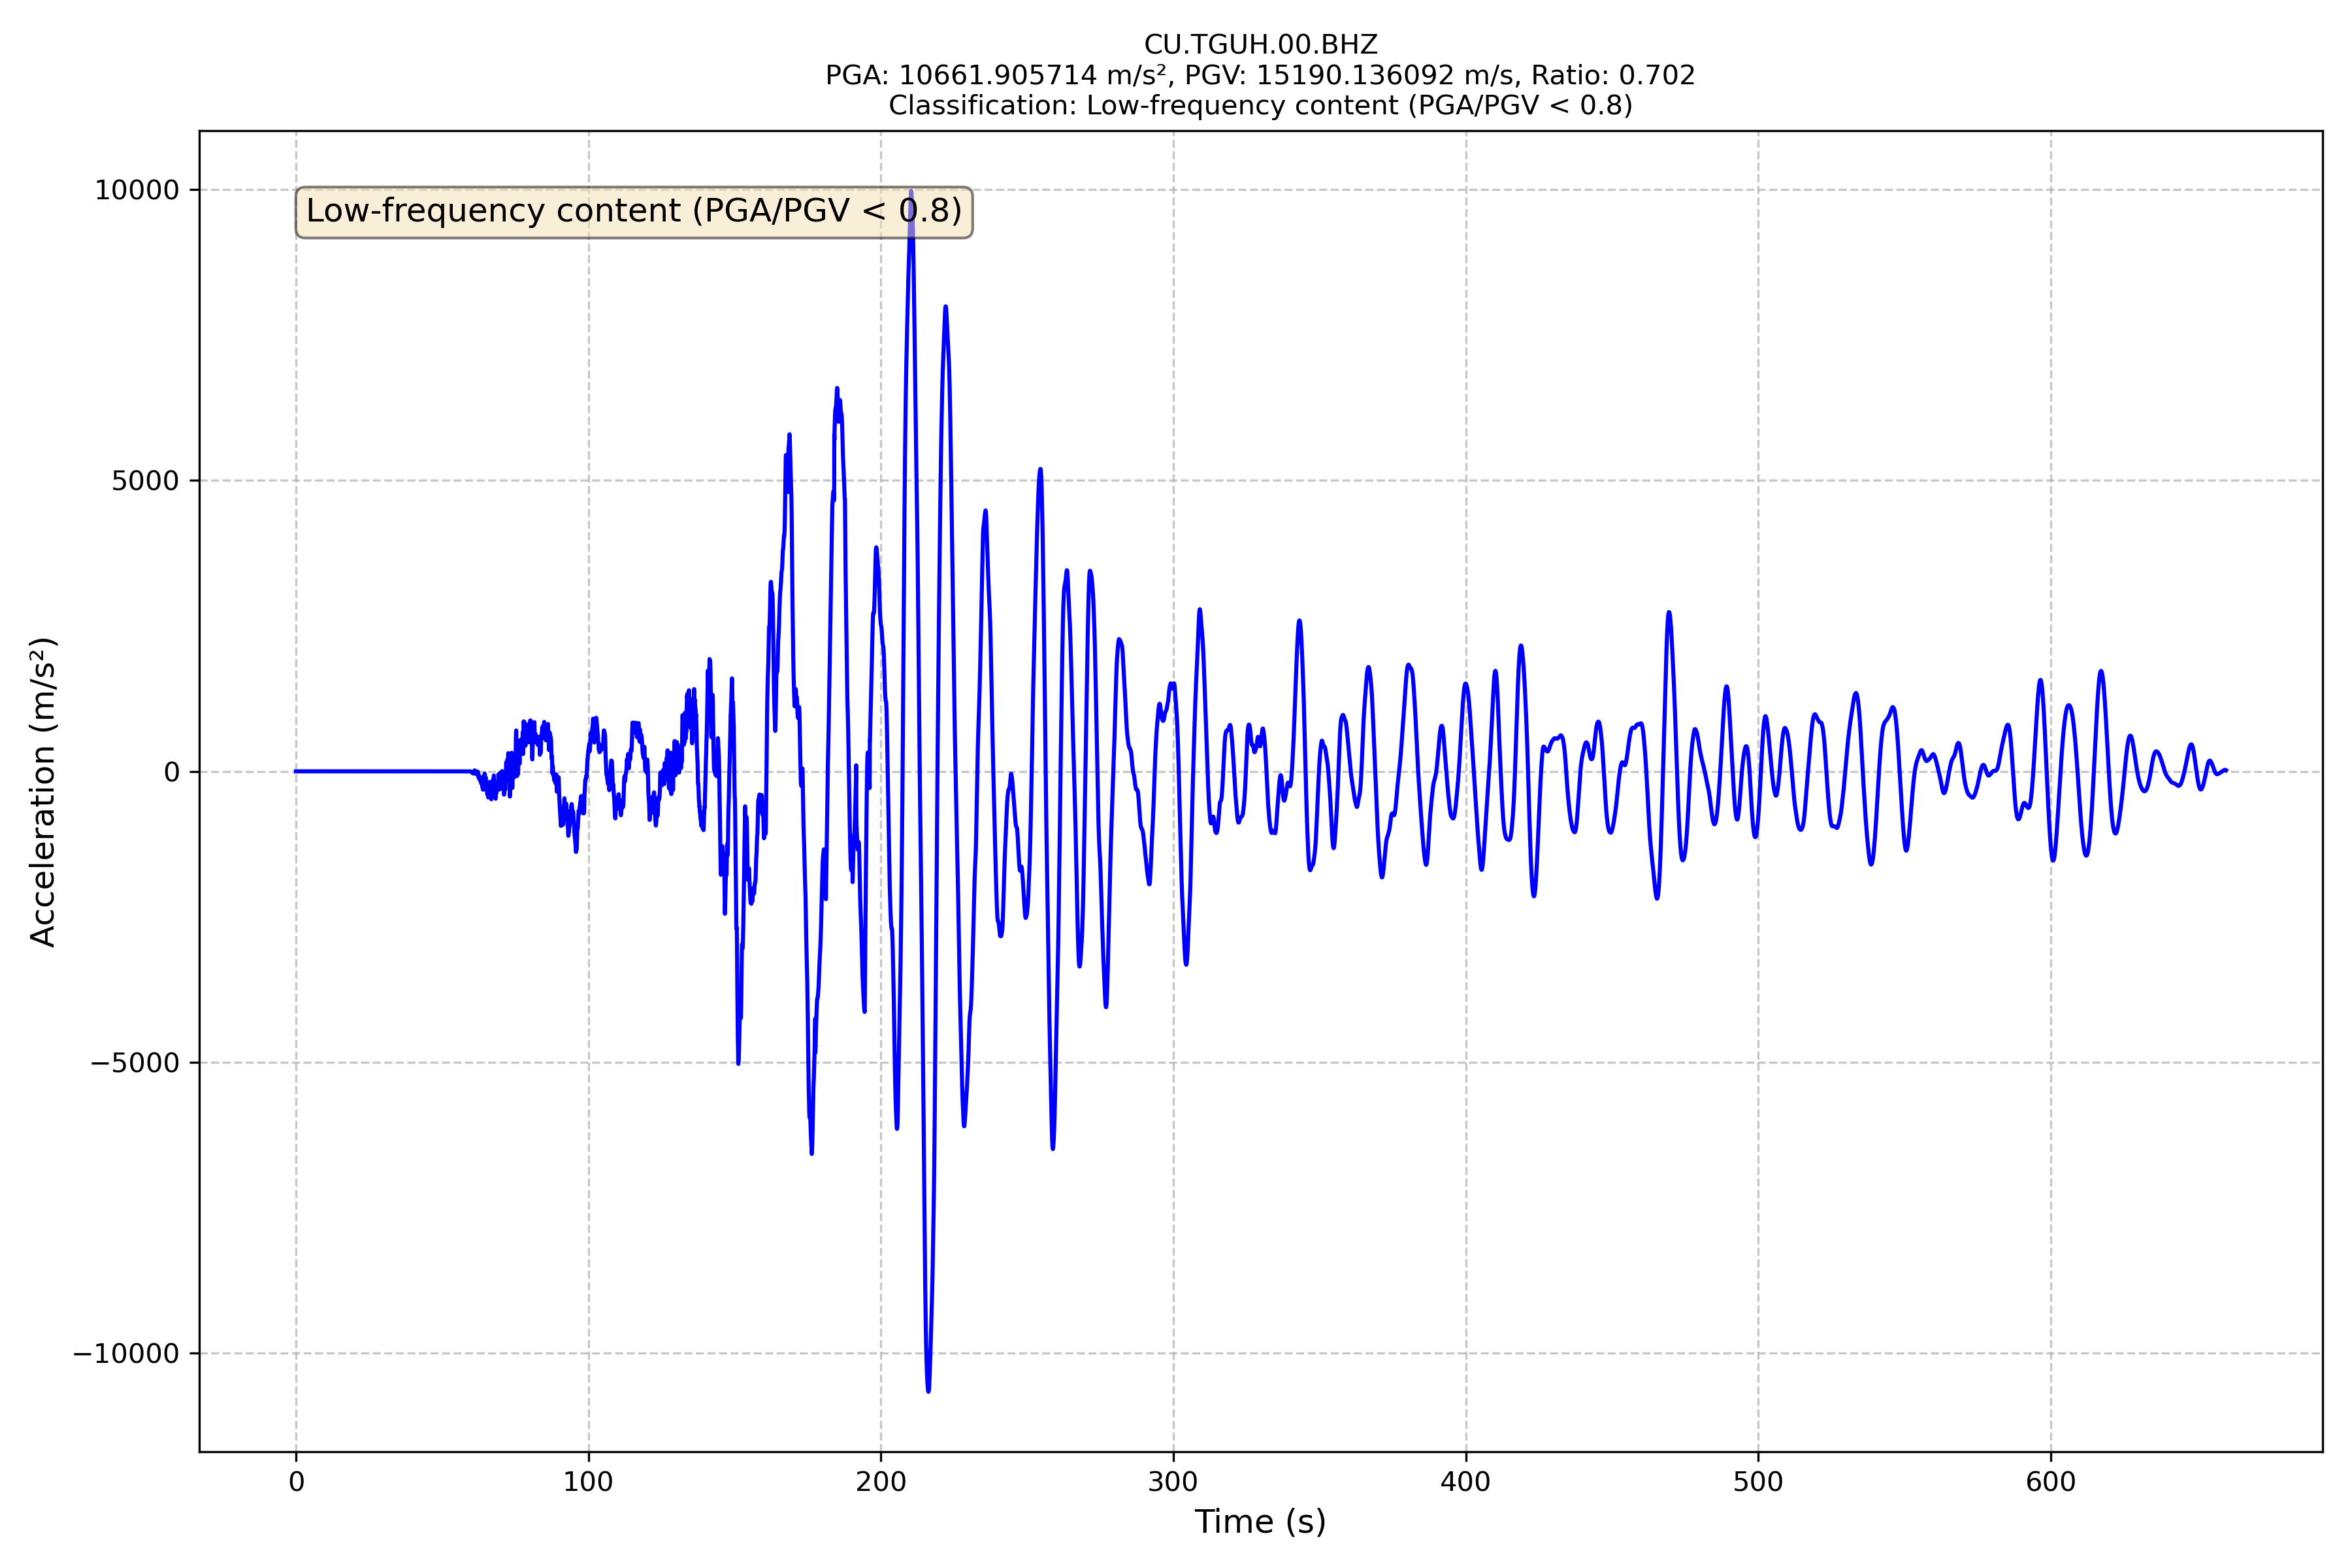 CU.TGUH.00.BHZ
PGA: 10661.905714 m/s², PGV: 15190.136092 m/s, Ratio: 0.702
Classification: Low-frequency content (PGA/PGV < 0.8)
Low-frequency content (PGA/PGV < 0.8)
10000
5000
0
−5000
−10000
Acceleration (m/s²)
0 100 200 300 400 500 600
Time (s)